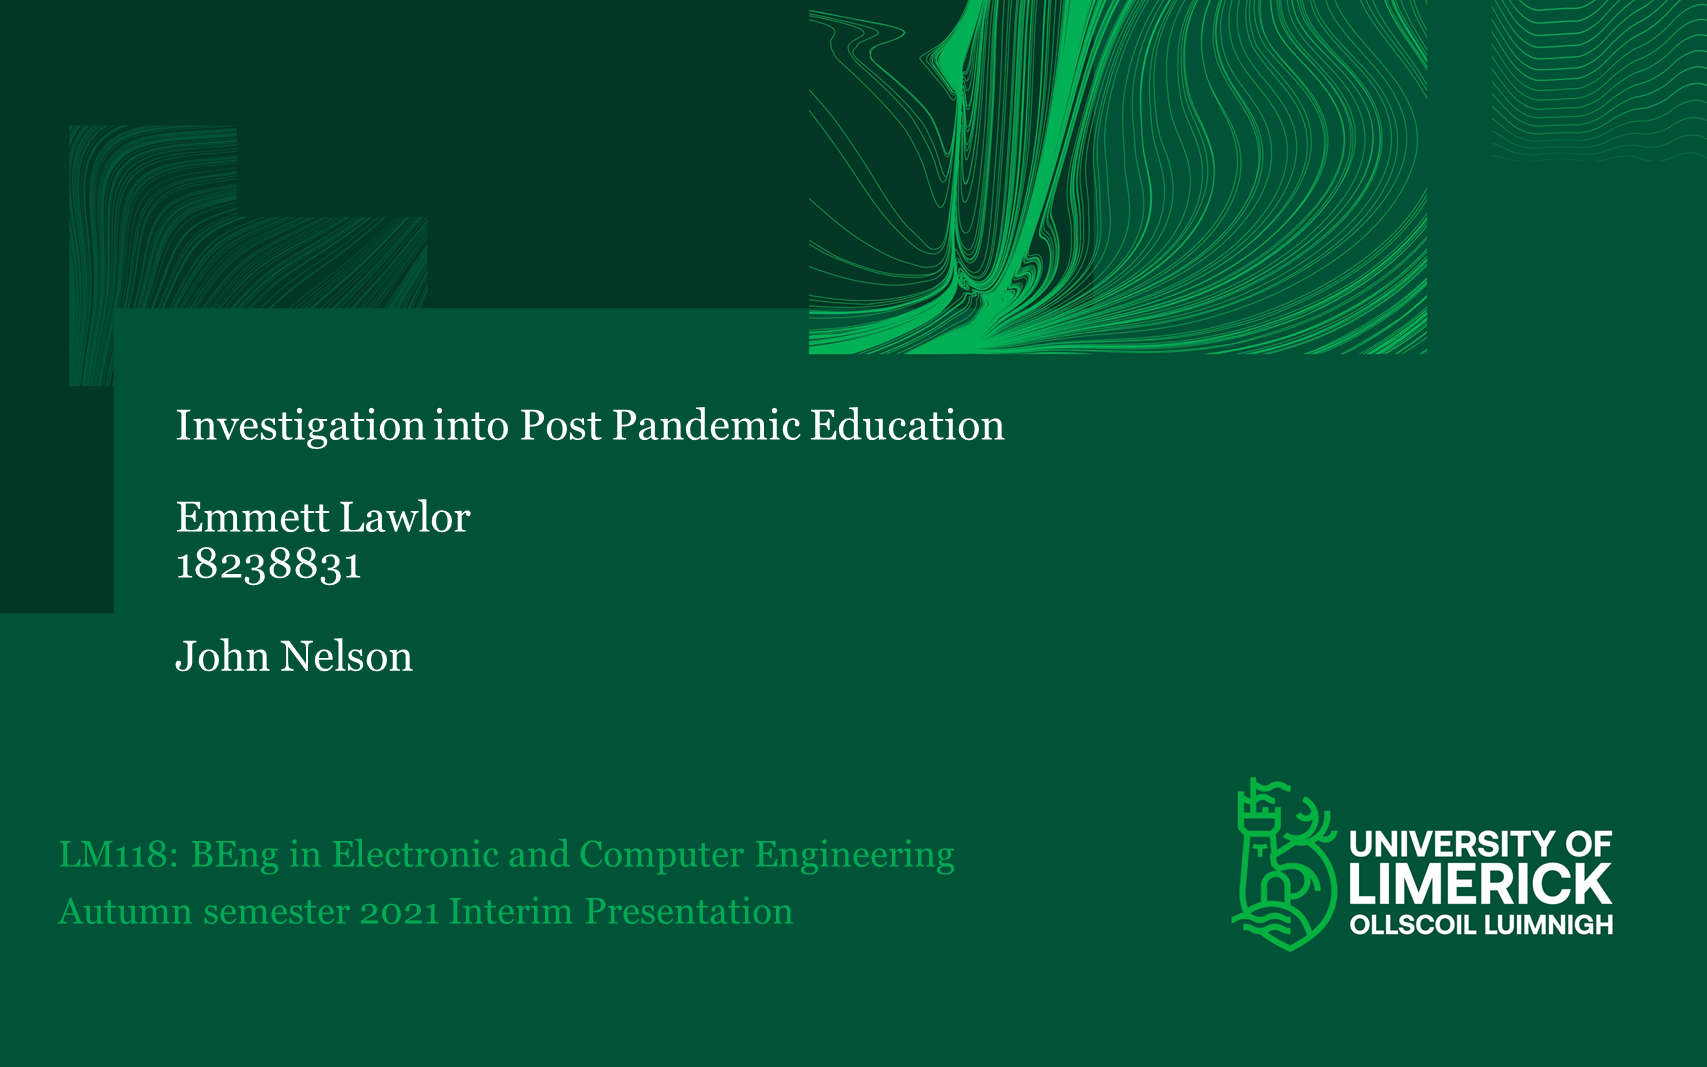 Investigation into Post Pandemic Education
Emmett Lawlor
18238831
John Nelson
LM118: BEng in Electronic and Computer Engineering
Autumn semester 2021 Interim Presentation
UNIVERSITY OF
LIMERICK
OLLSCOIL LUIMNIGH